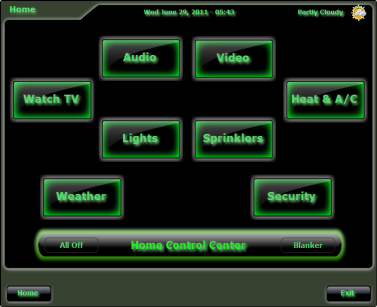 Home
Wed June 29, 2011 - 05:43
Partly Cloudy
Audio
Video
Watch TV
Heat & A/C
Lights
Sprinklers
Weather
Security
All Off
Home Control Center
Blanker
Home
Exit